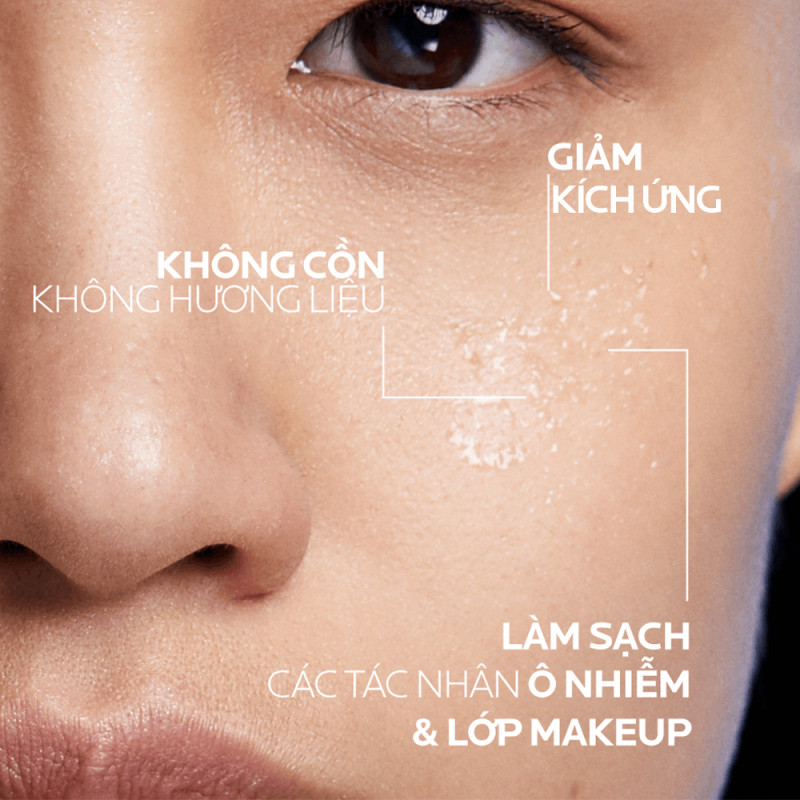 GIẢM
KÍCH ỨNG
KHÔNG CỒN
KHÔNG HƯƠNG LIỆU
LÀM SẠCH
CÁC TÁC NHÂN Ô NHIỄM
& LỚP MAKEUP